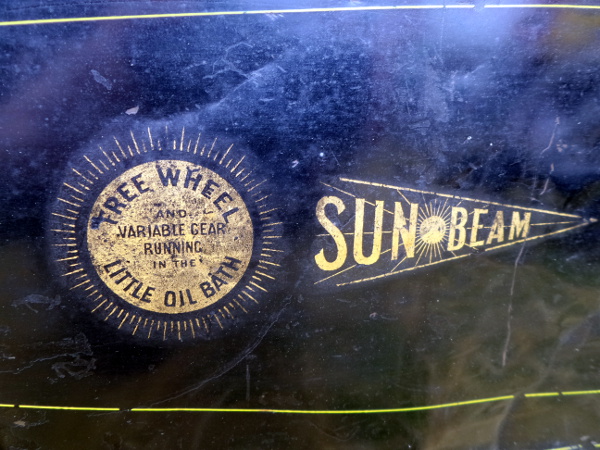 FREE WHEEL
AND
VARIABLE GEAR
RUNNING
IN THE
LITTLE OIL BATH
SUNBEAM